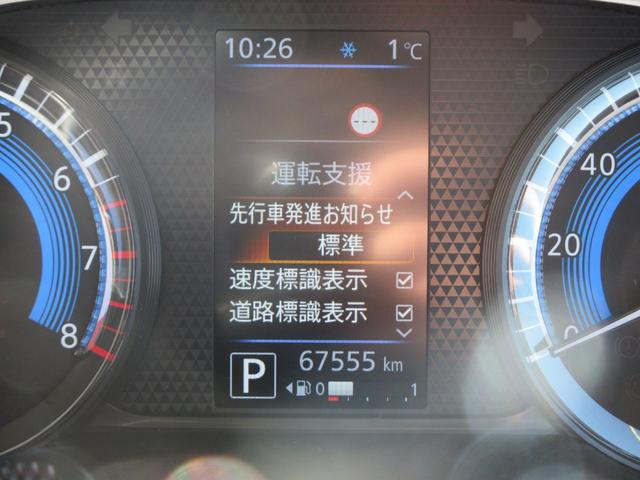 10:26 1℃
運転支援
先行車発進お知らせ
標準
速度標識表示
道路標識表示
P 67555 km
0 1
5
6
7
8
40
20
0